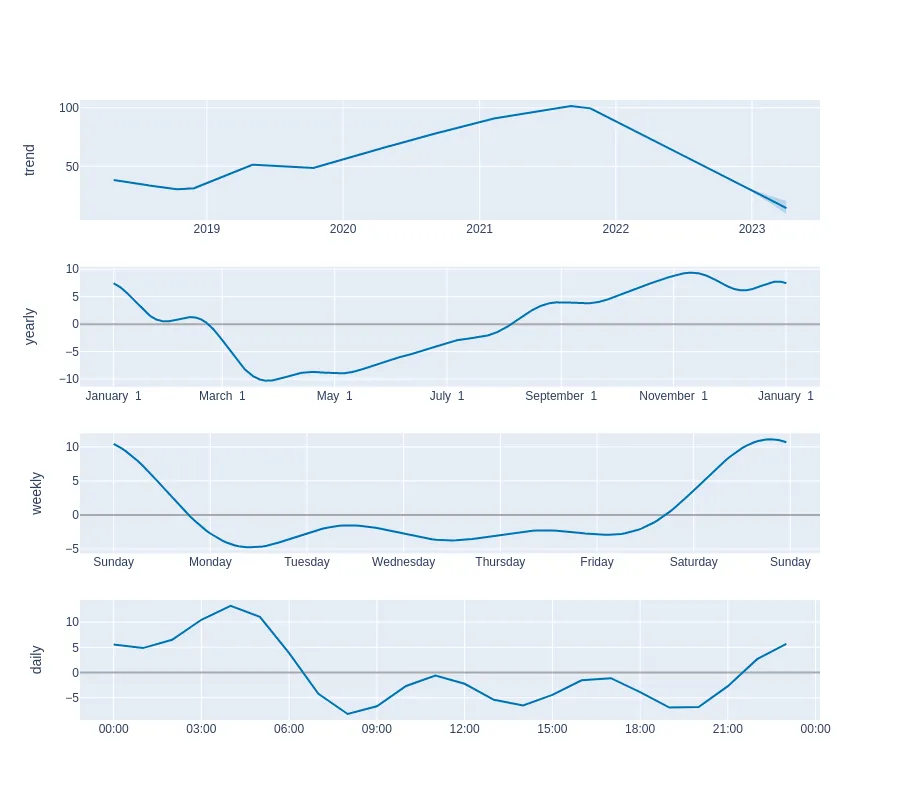 trend
100
50
2019 2020 2021 2022 2023
yearly
10
5
0
−5
−10
January 1 March 1 May 1 July 1 September 1 November 1 January 1
weekly
10
5
0
−5
Sunday Monday Tuesday Wednesday Thursday Friday Saturday Sunday
daily
10
5
0
−5
00:00 03:00 06:00 09:00 12:00 15:00 18:00 21:00 00:00